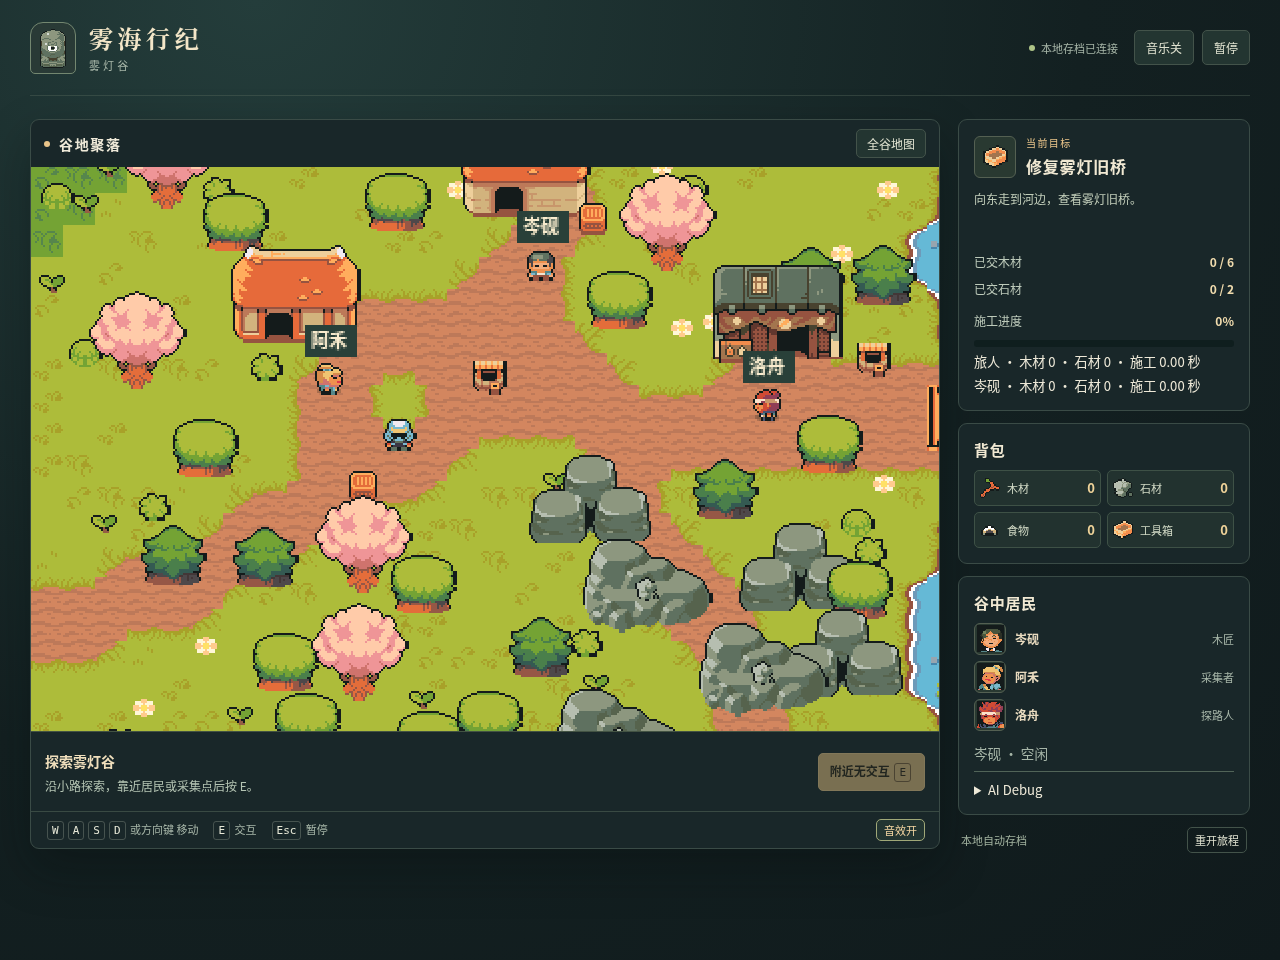 雾海行纪
雾灯谷
本地存档已连接
音乐关
暂停
谷地聚落
全谷地图
岑砚
阿禾
洛舟
探索雾灯谷
沿小路探索，靠近居民或采集点后按 E。
附近无交互 E
W A S D 或方向键 移动 E 交互 Esc 暂停
音效开
当前目标
修复雾灯旧桥
向东走到河边，查看雾灯旧桥。
已交木材 0 / 6
已交石材 0 / 2
施工进度 0%
旅人 · 木材 0 · 石材 0 · 施工 0.00 秒
岑砚 · 木材 0 · 石材 0 · 施工 0.00 秒
背包
木材 0 石材 0
食物 0 工具箱 0
谷中居民
岑砚 木匠
阿禾 采集者
洛舟 探路人
岑砚 · 空闲
▶ AI Debug
本地自动存档 重开旅程